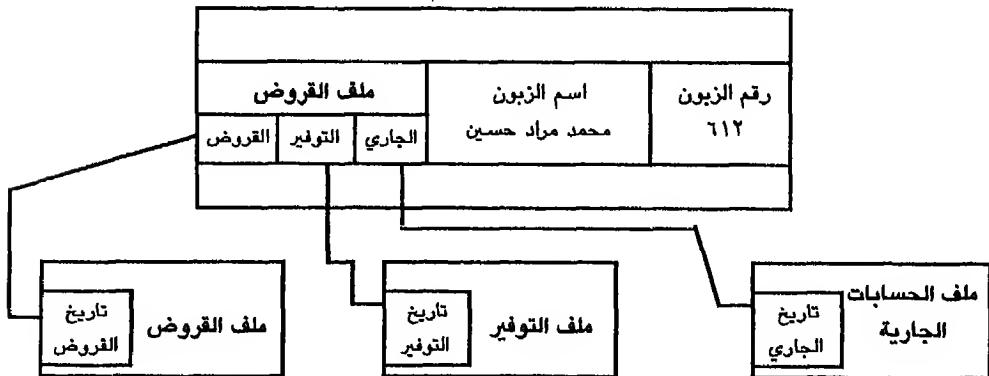 رقم الزبون
٦١٢
اسم الزبون
محمد مراد حسين
ملف القروض
الجاري
التوفير
القروض
ملف الحسابات
الجارية
تاريخ
الجاري
ملف التوفير
تاريخ
التوفير
ملف القروض
تاريخ
القروض